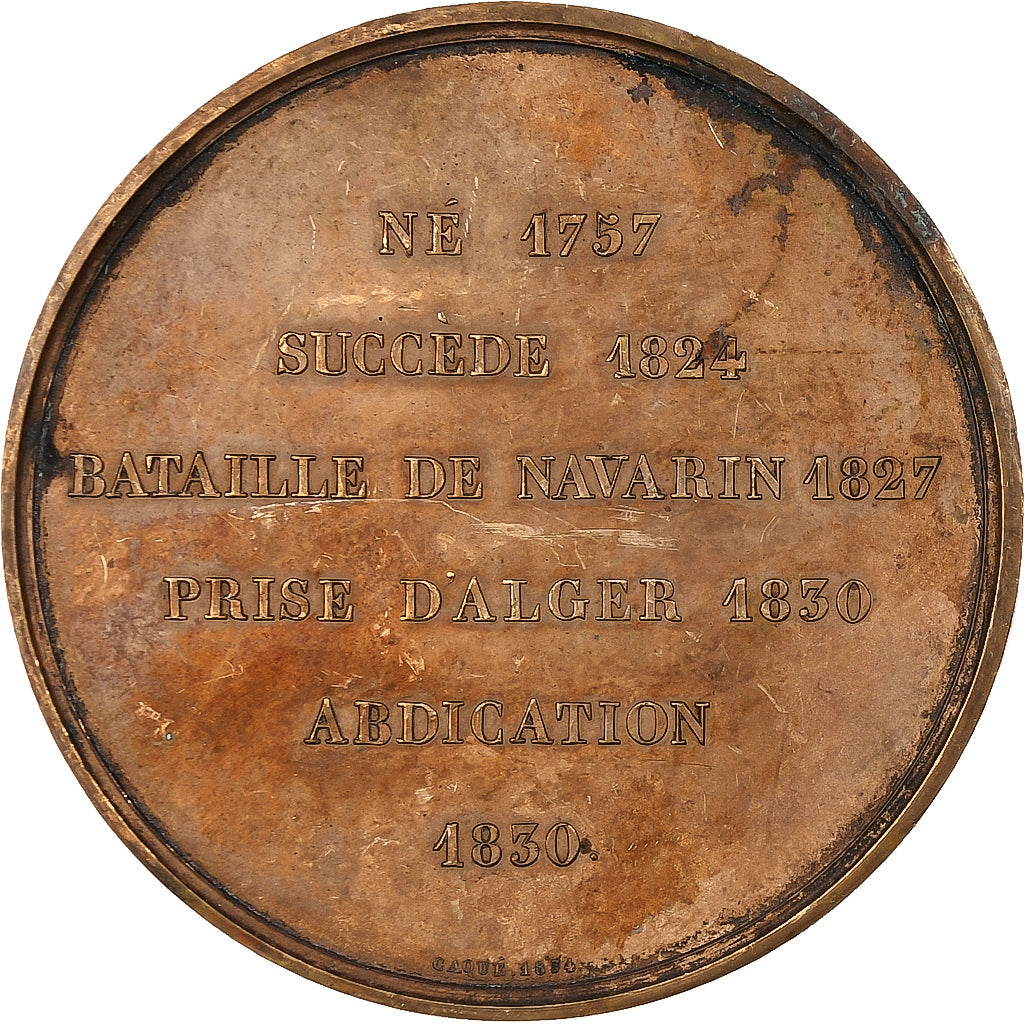 NÉ 1757
SUCCÈDE 1824
BATAILLE DE NAVARIN 1827
PRISE D'ALGER 1830
ABDICATION
1830.
CAQUÉ, 1834.